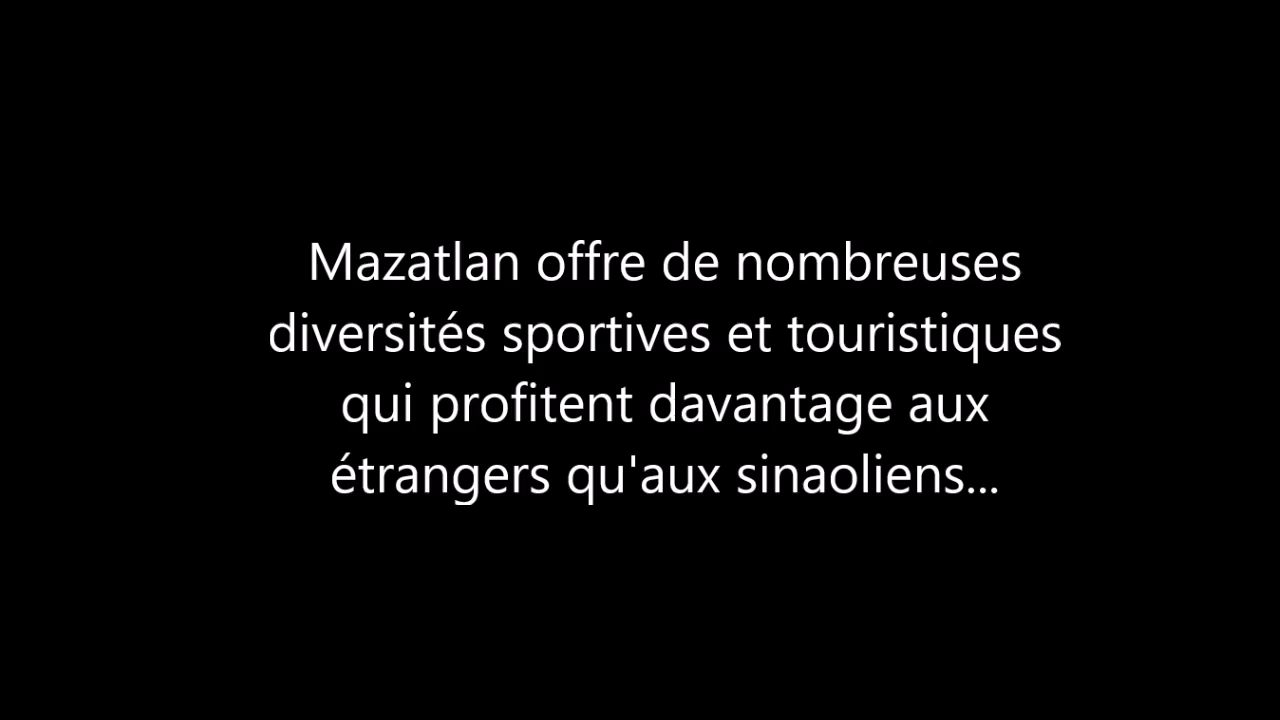 Mazatlan offre de nombreuses
diversités sportives et touristiques
qui profitent davantage aux
étrangers qu'aux sinaoliens...